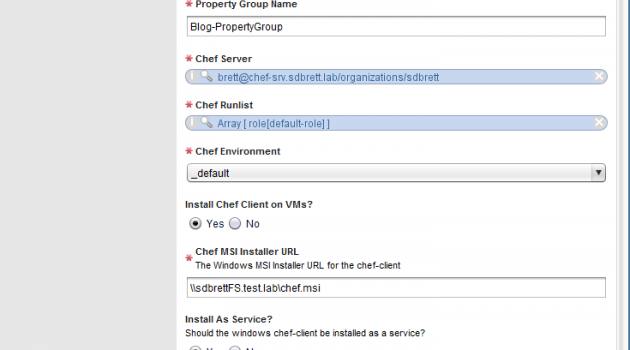 * Property Group Name
Blog-PropertyGroup
* Chef Server
brett@chef-srv.sdbrett.lab/organizations/sdbrett
* Chef Runlist
Array [ role[default-role] ]
* Chef Environment
_default
Install Chef Client on VMs?
Yes No
* Chef MSI Installer URL
The Windows MSI Installer URL for the chef-client
\\sdbrettFS.test.lab\chef.msi
Install As Service?
Should the windows chef-client be installed as a service?